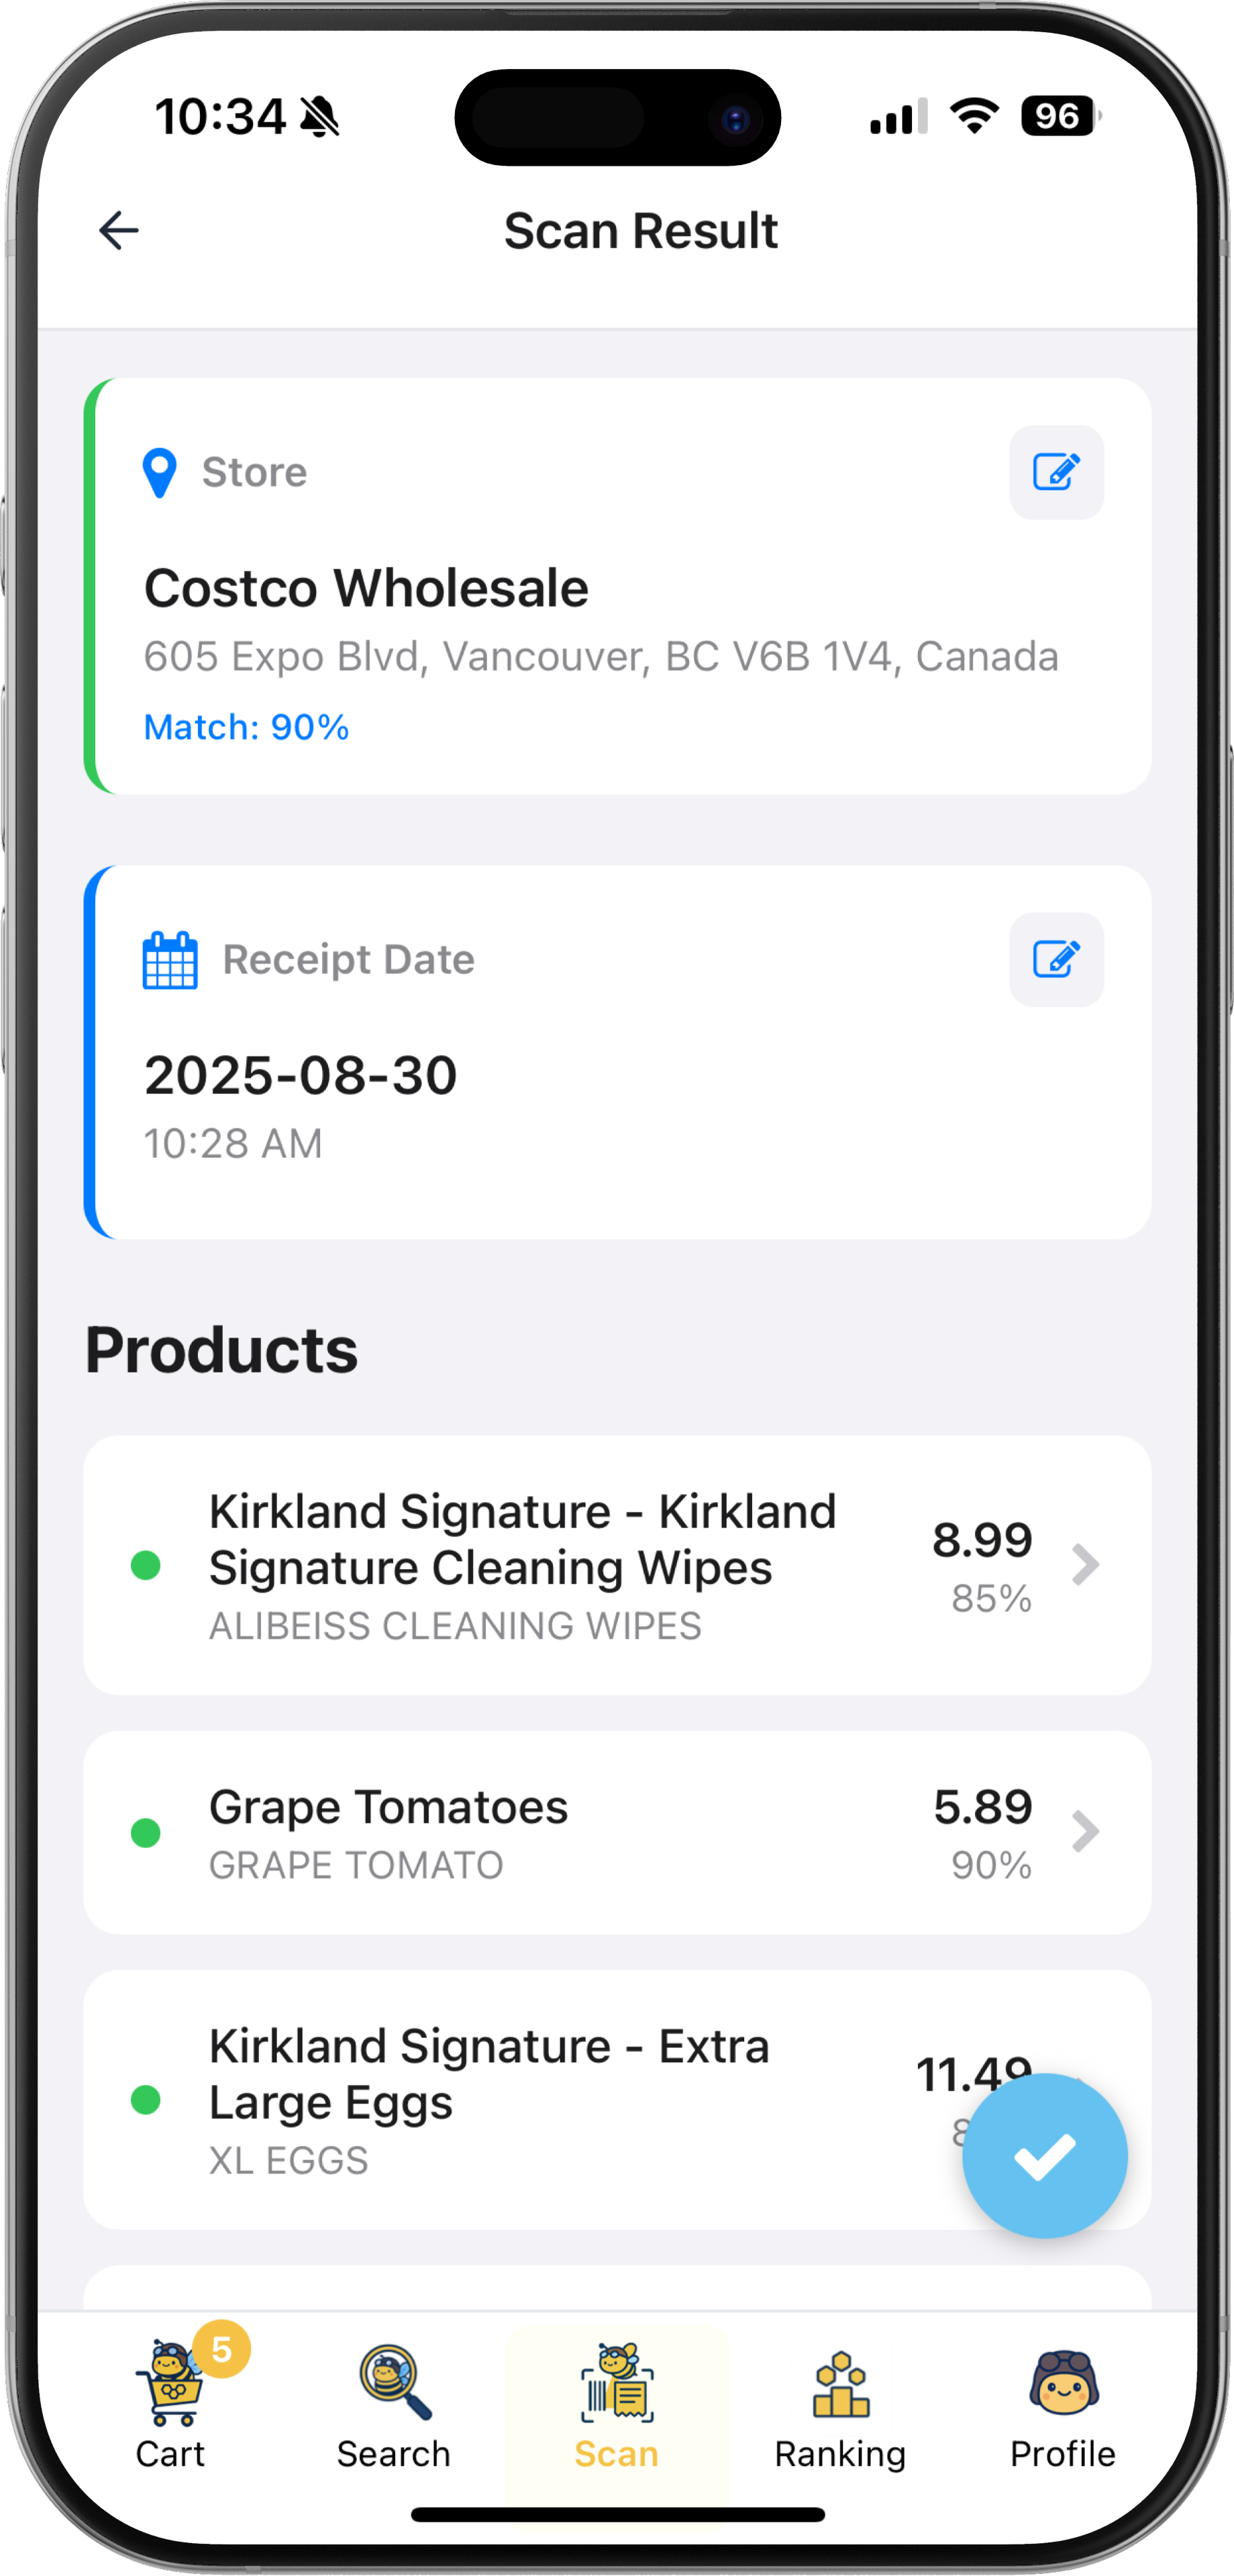 10:34
96
Scan Result
Store
Costco Wholesale
605 Expo Blvd, Vancouver, BC V6B 1V4, Canada
Match: 90%
Receipt Date
2025-08-30
10:28 AM
Products
Kirkland Signature - Kirkland
Signature Cleaning Wipes
ALIBEISS CLEANING WIPES
8.99
85%
Grape Tomatoes
GRAPE TOMATO
5.89
90%
Kirkland Signature - Extra
Large Eggs
XL EGGS
11.49
5
Cart
Search
Scan
Ranking
Profile